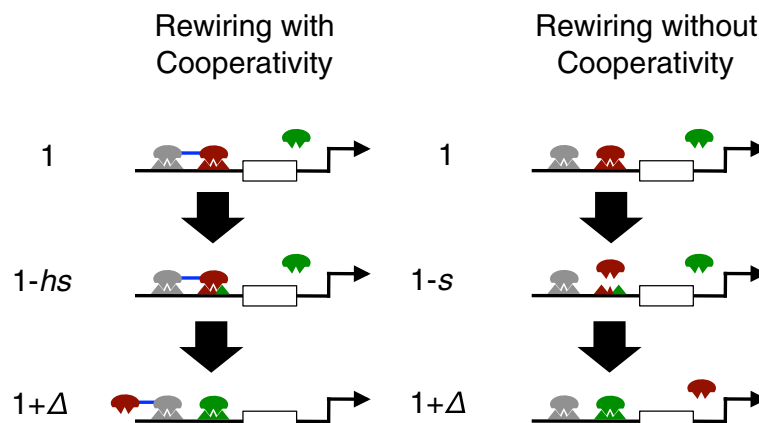 Rewiring with
Cooperativity
Rewiring without
Cooperativity
1
1
1-hs
1-s
1+Δ
1+Δ